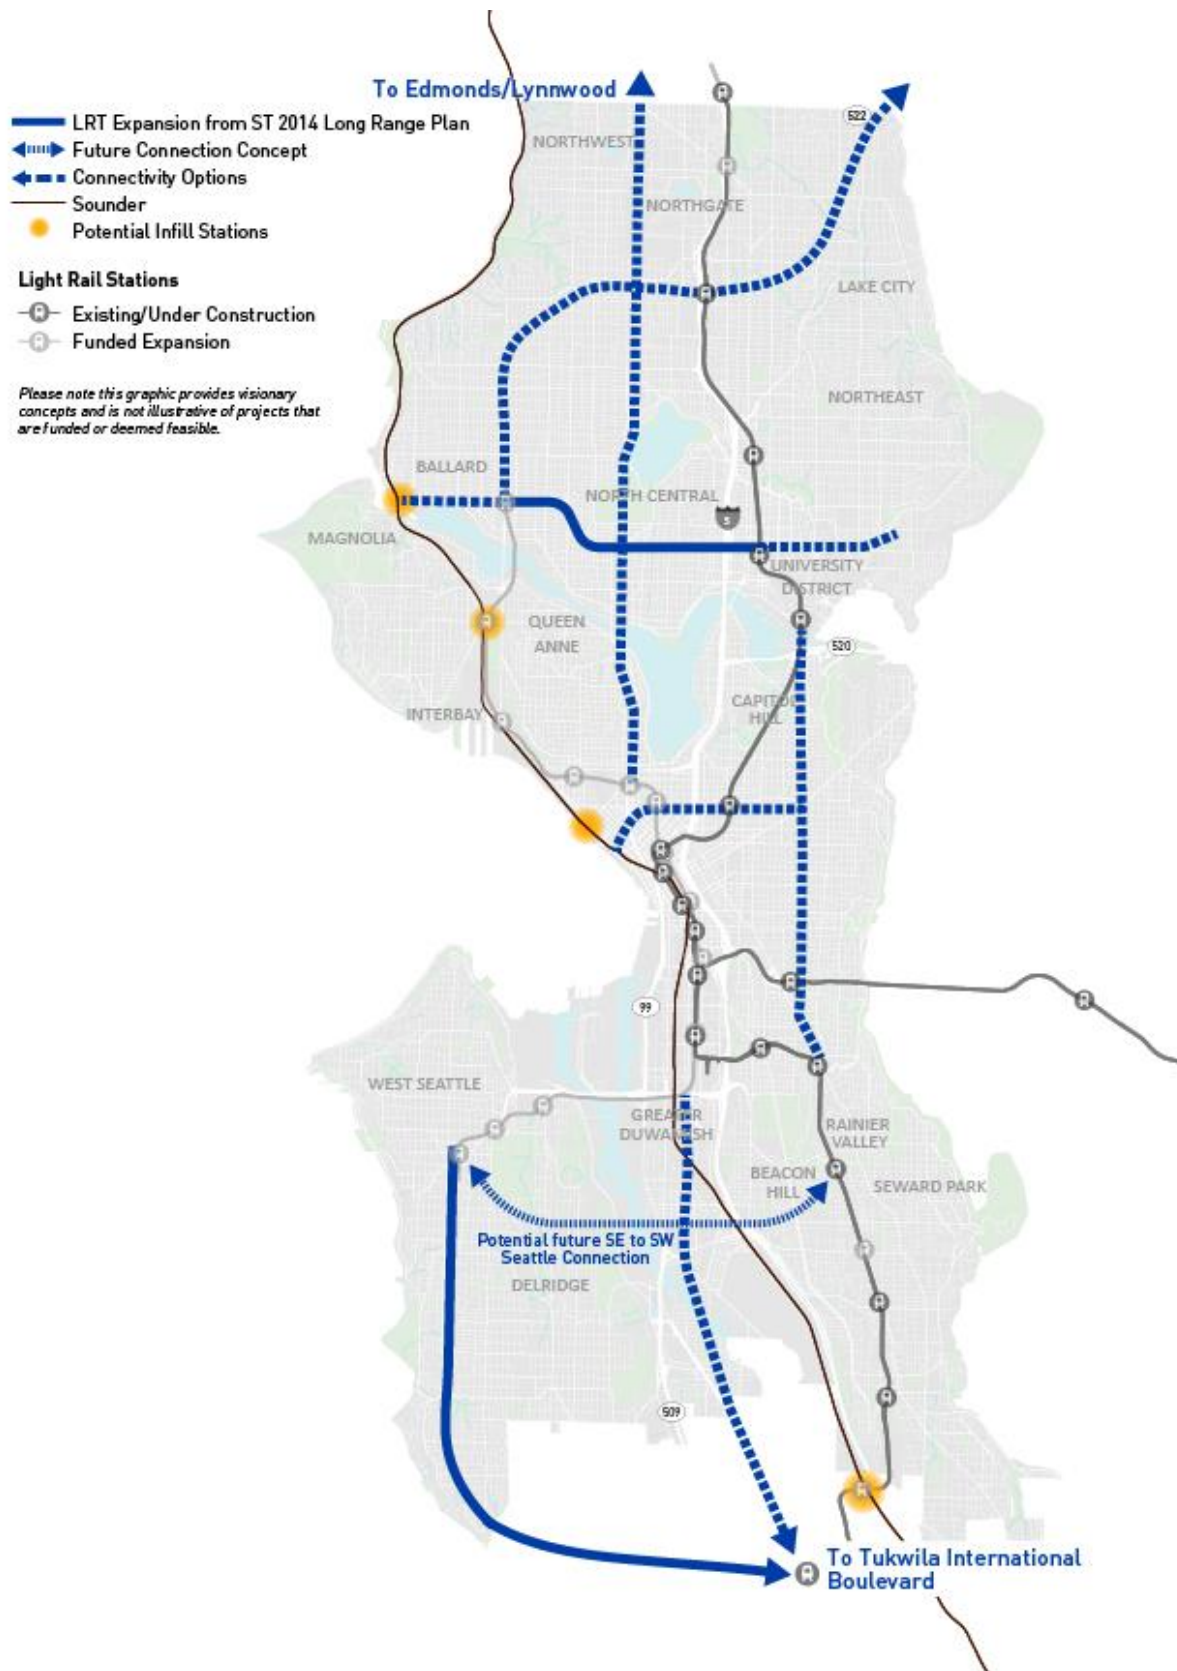 To Edmonds/Lynnwood
LRT Expansion from ST 2014 Long Range Plan
Future Connection Concept
Connectivity Options
Sounder
Potential Infill Stations
Light Rail Stations
Existing/Under Construction
Funded Expansion
Please note this graphic provides visionary
concepts and is not illustrative of projects that
are funded or deemed feasible.
522
NORTHWEST
NORTHGATE
LAKE CITY
NORTHEAST
BALLARD
NORTH CENTRAL
5
MAGNOLIA
UNIVERSITY
DISTRICT
QUEEN
ANNE
520
INTERBAY
CAPITOL
HILL
99
WEST SEATTLE
GREATER
DUWAMISH
RAINIER
VALLEY
BEACON
HILL
SEWARD PARK
Potential future SE to SW
Seattle Connection
DELRIDGE
509
To Tukwila International
Boulevard